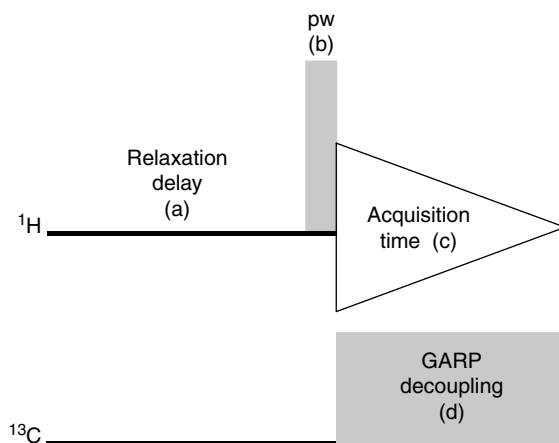 pw
(b)
Relaxation
delay
(a)
¹H
Acquisition
time (c)
GARP
decoupling
(d)
¹³C